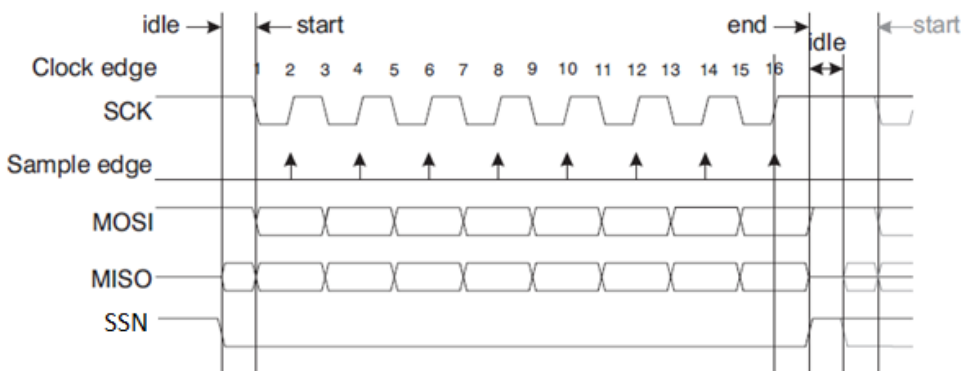 idle start end start
idle
Clock edge 1 2 3 4 5 6 7 8 9 10 11 12 13 14 15 16
SCK
Sample edge
MOSI
MISO
SSN